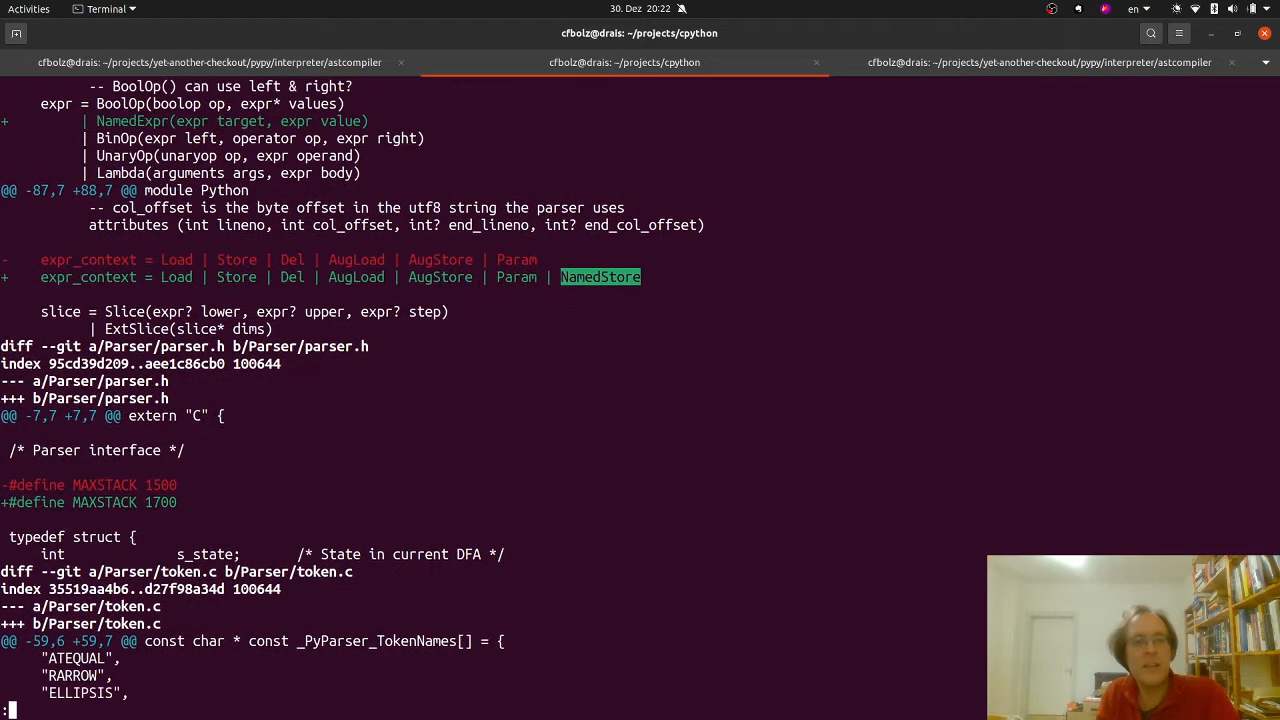 Activities
Terminal
30. Dez 20:22
en
cfbolz@drais: ~/projects/cpython
cfbolz@drais: ~/projects/yet-another-checkout/pypy/interpreter/astcompiler
cfbolz@drais: ~/projects/cpython
cfbolz@drais: ~/projects/yet-another-checkout/pypy/interpreter/astcompiler
-- BoolOp() can use left & right?
expr = BoolOp(boolop op, expr* values)
+ | NamedExpr(expr target, expr value)
| BinOp(expr left, operator op, expr right)
| UnaryOp(unaryop op, expr operand)
| Lambda(arguments args, expr body)
@@ -87,7 +88,7 @@ module Python
-- col_offset is the byte offset in the utf8 string the parser uses
attributes (int lineno, int col_offset, int? end_lineno, int? end_col_offset)
- expr_context = Load | Store | Del | AugLoad | AugStore | Param
+ expr_context = Load | Store | Del | AugLoad | AugStore | Param | NamedStore
slice = Slice(expr? lower, expr? upper, expr? step)
| ExtSlice(slice* dims)
diff --git a/Parser/parser.h b/Parser/parser.h
index 95cd39d209..aee1c86cb0 100644
--- a/Parser/parser.h
+++ b/Parser/parser.h
@@ -7,7 +7,7 @@ extern "C" {
/* Parser interface */
-#define MAXSTACK 1500
+#define MAXSTACK 1700
typedef struct {
int s_state; /* State in current DFA */
diff --git a/Parser/token.c b/Parser/token.c
index 35519aa4b6..d27f98a34d 100644
--- a/Parser/token.c
+++ b/Parser/token.c
@@ -59,6 +59,7 @@ const char * const _PyParser_TokenNames[] = {
"ATEQUAL",
"RARROW",
"ELLIPSIS",
: